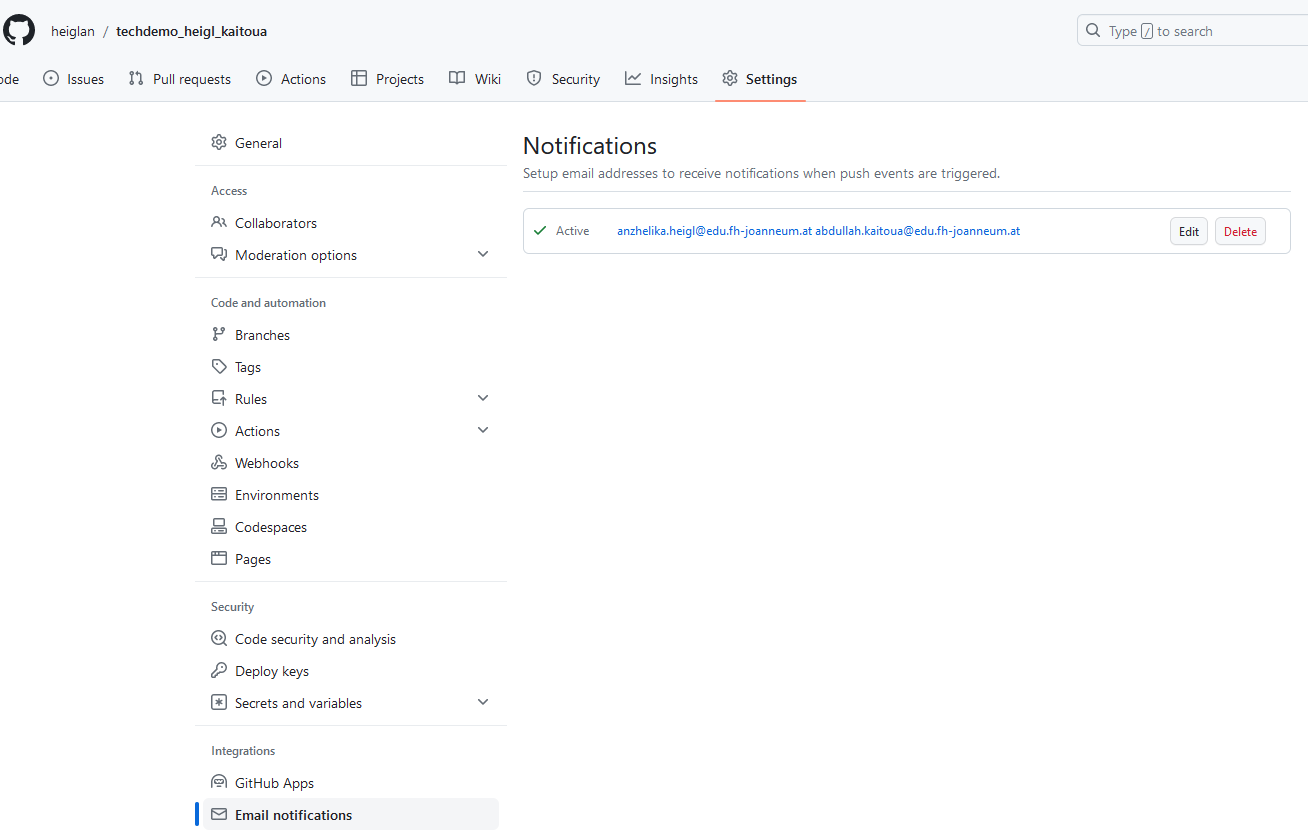 heiglan / techdemo_heigl_kaitoua
Type / to search
ode Issues Pull requests Actions Projects Wiki Security Insights Settings
General
Access
Collaborators
Moderation options
Code and automation
Branches
Tags
Rules
Actions
Webhooks
Environments
Codespaces
Pages
Security
Code security and analysis
Deploy keys
Secrets and variables
Integrations
GitHub Apps
Email notifications
Notifications
Setup email addresses to receive notifications when push events are triggered.
Active anzhelika.heigl@edu.fh-joanneum.at abdullah.kaitoua@edu.fh-joanneum.at Edit Delete